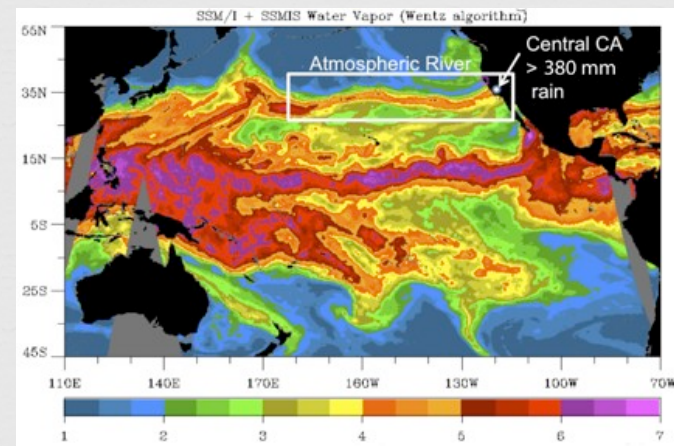 SSM/I + SSMIS Water Vapor (Wentz algorithm)
55N
35N
15N
5S
25S
45S
Atmospheric River
Central CA
> 380 mm
rain
110E 140E 170E 160W 130W 100W 70W
1 2 3 4 5 6 7